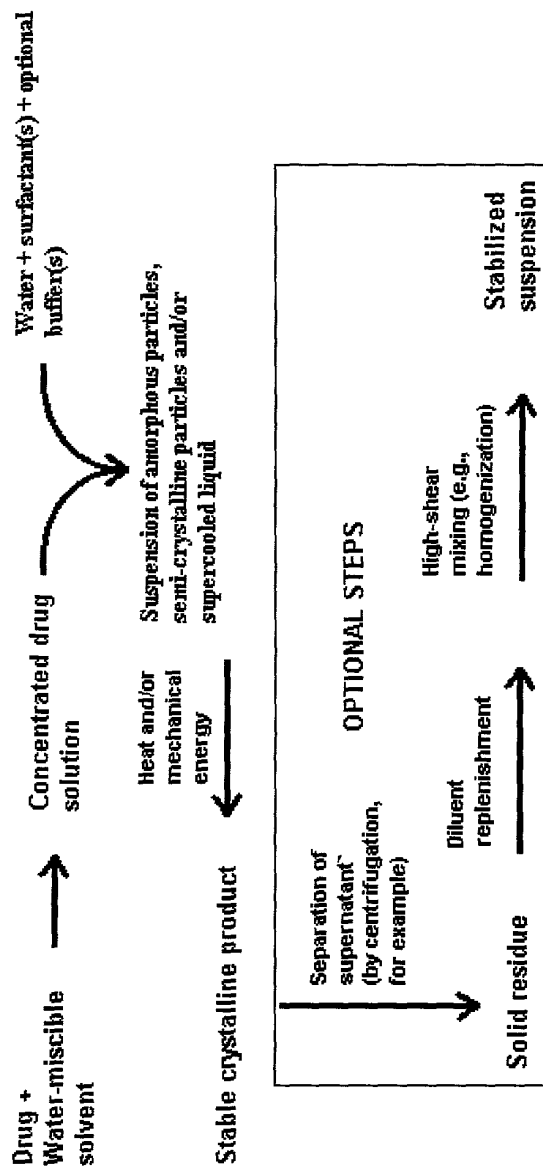 Drug +
Water-miscible
solvent
Concentrated drug
solution
Water + surfactant(s) + optional
buffer(s)
Suspension of amorphous particles,
semi-crystalline particles and/or
supercooled liquid
Heat and/or
mechanical
energy
Stable crystalline product
OPTIONAL STEPS
Separation of
supernatant
(by centrifugation,
for example)
Solid residue
Diluent
replenishment
High-shear
mixing (e.g.,
homogenization)
Stabilized
suspension